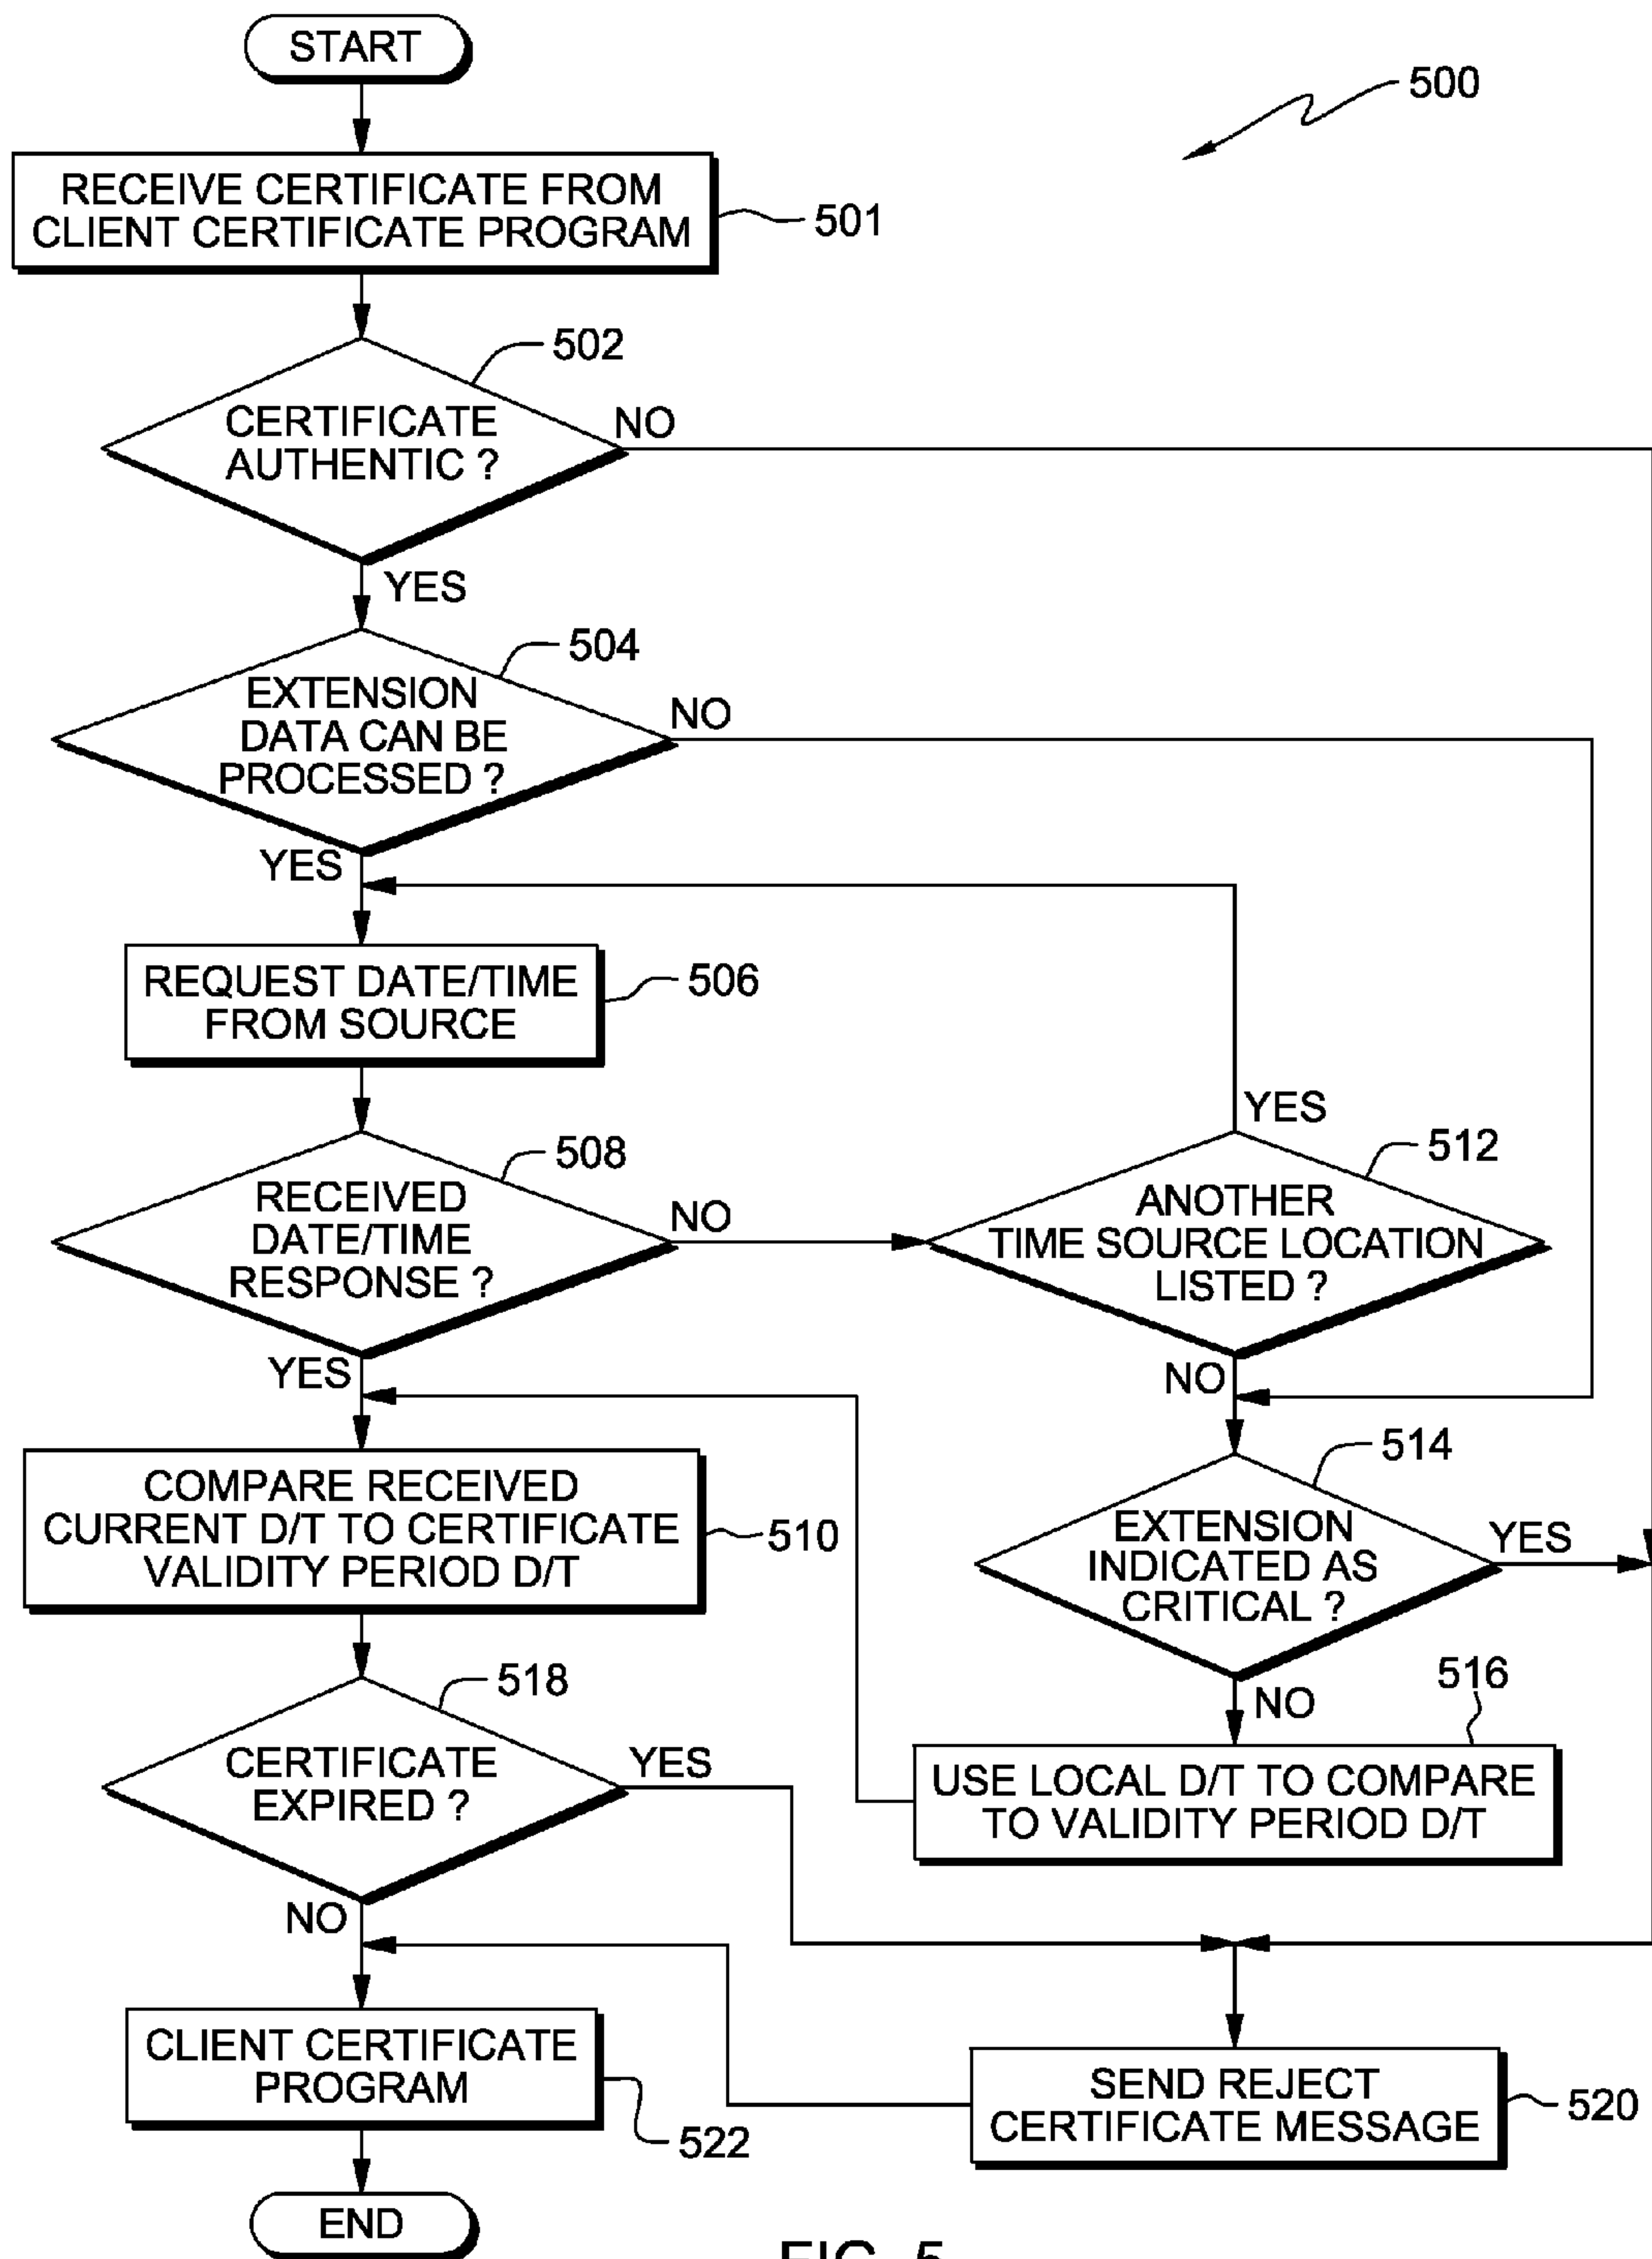 START
500
RECEIVE CERTIFICATE FROM
CLIENT CERTIFICATE PROGRAM
501
502
CERTIFICATE
AUTHENTIC ?
NO
YES
504
EXTENSION
DATA CAN BE
PROCESSED ?
NO
YES
REQUEST DATE/TIME
FROM SOURCE
506
YES
508
RECEIVED
DATE/TIME
RESPONSE ?
NO
512
ANOTHER
TIME SOURCE LOCATION
LISTED ?
YES
NO
COMPARE RECEIVED
CURRENT D/T TO CERTIFICATE
VALIDITY PERIOD D/T
510
514
EXTENSION
INDICATED AS
CRITICAL ?
YES
NO
516
USE LOCAL D/T TO COMPARE
TO VALIDITY PERIOD D/T
518
CERTIFICATE
EXPIRED ?
YES
NO
CLIENT CERTIFICATE
PROGRAM
522
SEND REJECT
CERTIFICATE MESSAGE
520
END
FIG. 5